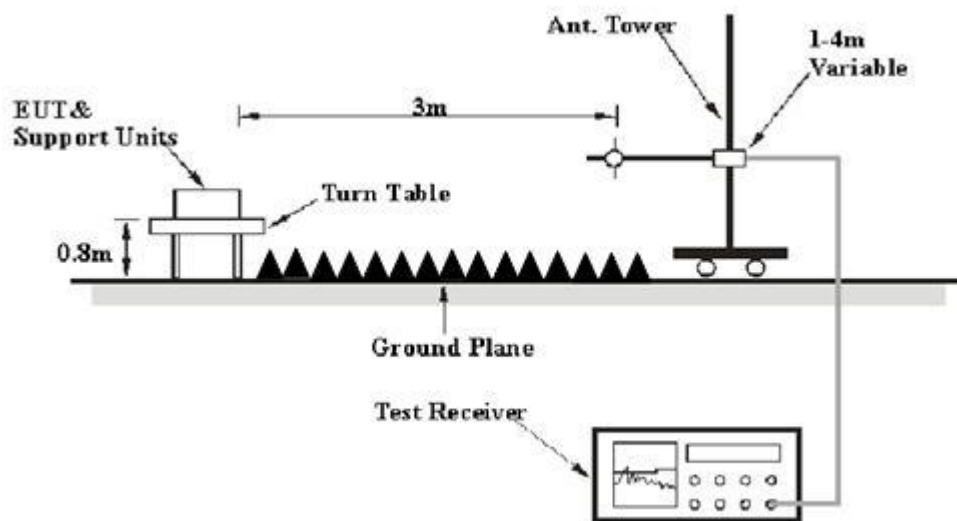 Ant. Tower
1-4m
Variable
EUT&
Support Units
3m
Turn Table
0.8m
Ground Plane
Test Receiver